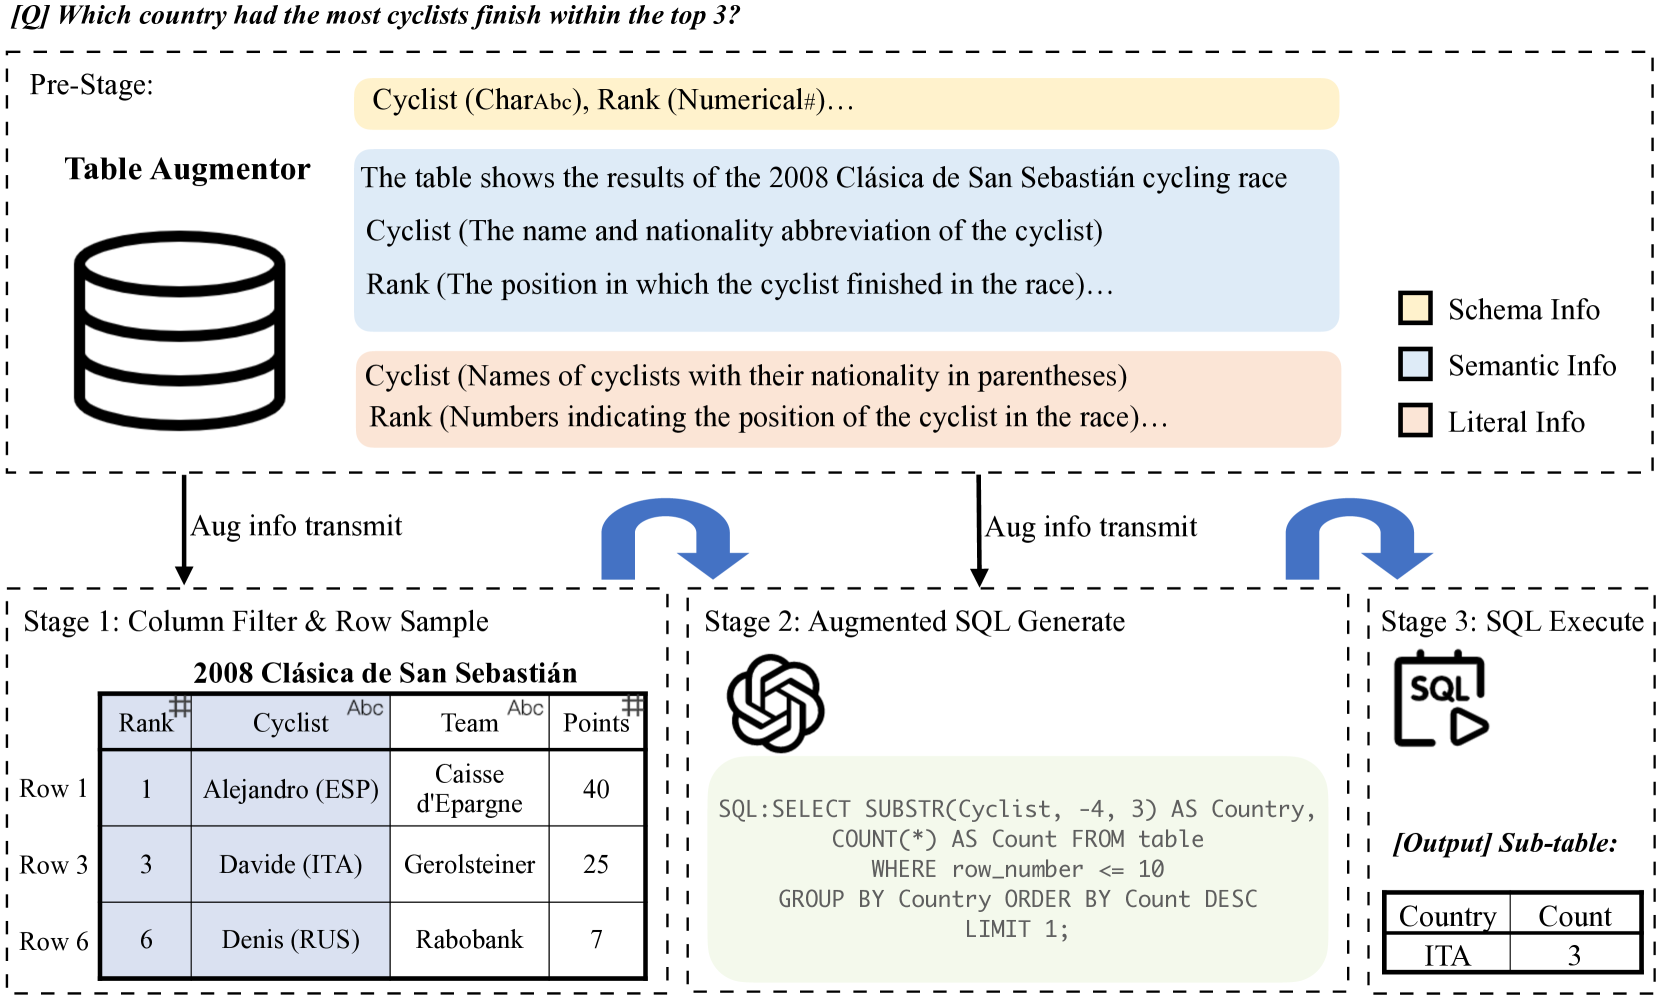 [Q] Which country had the most cyclists finish within the top 3?
Pre-Stage:
Table Augmentor
Cyclist (CharAbc), Rank (Numerical#)…
The table shows the results of the 2008 Clásica de San Sebastián cycling race
Cyclist (The name and nationality abbreviation of the cyclist)
Rank (The position in which the cyclist finished in the race)…
Cyclist (Names of cyclists with their nationality in parentheses)
Rank (Numbers indicating the position of the cyclist in the race)…
Schema Info
Semantic Info
Literal Info
Aug info transmit
Aug info transmit
Stage 1: Column Filter & Row Sample
2008 Clásica de San Sebastián
Rank # Cyclist Abc Team Abc Points #
Row 1 1 Alejandro (ESP) Caisse
d'Epargne 40
Row 3 3 Davide (ITA) Gerolsteiner 25
Row 6 6 Denis (RUS) Rabobank 7
Stage 2: Augmented SQL Generate
SQL:SELECT SUBSTR(Cyclist, -4, 3) AS Country,
COUNT(*) AS Count FROM table
WHERE row_number <= 10
GROUP BY Country ORDER BY Count DESC
LIMIT 1;
Stage 3: SQL Execute
SQL
[Output] Sub-table:
Country Count
ITA 3